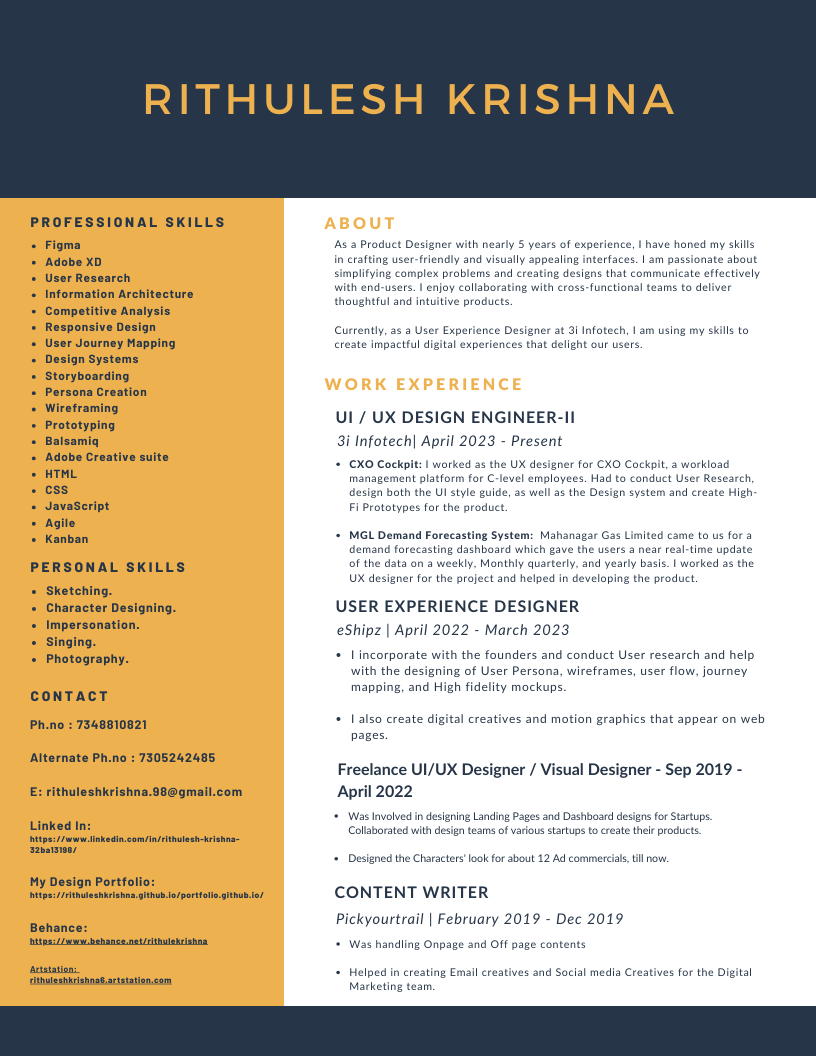 RITHULESH KRISHNA
PROFESSIONAL SKILLS
• Figma
• Adobe XD
• User Research
• Information Architecture
• Competitive Analysis
• Responsive Design
• User Journey Mapping
• Design Systems
• Storyboarding
• Persona Creation
• Wireframing
• Prototyping
• Balsamiq
• Adobe Creative suite
• HTML
• CSS
• JavaScript
• Agile
• Kanban
PERSONAL SKILLS
• Sketching.
• Character Designing.
• Impersonation.
• Singing.
• Photography.
CONTACT
Ph.no : 7348810821
Alternate Ph.no : 7305242485
E: rithuleshkrishna.98@gmail.com
Linked In:
https://www.linkedin.com/in/rithulesh-krishna-
32ba13198/
My Design Portfolio:
https://rithuleshkrishna.github.io/portfolio.github.io/
Behance:
https://www.behance.net/rithulekrishna
Artstation:
rithuleshkrishna6.artstation.com
ABOUT
As a Product Designer with nearly 5 years of experience, I have honed my skills
in crafting user-friendly and visually appealing interfaces. I am passionate about
simplifying complex problems and creating designs that communicate effectively
with end-users. I enjoy collaborating with cross-functional teams to deliver
thoughtful and intuitive products.
Currently, as a User Experience Designer at 3i Infotech, I am using my skills to
create impactful digital experiences that delight our users.
WORK EXPERIENCE
UI / UX DESIGN ENGINEER-II
3i Infotech| April 2023 - Present
• CXO Cockpit: I worked as the UX designer for CXO Cockpit, a workload
management platform for C-level employees. Had to conduct User Research,
design both the UI style guide, as well as the Design system and create High-
Fi Prototypes for the product.
• MGL Demand Forecasting System: Mahanagar Gas Limited came to us for a
demand forecasting dashboard which gave the users a near real-time update
of the data on a weekly, Monthly quarterly, and yearly basis. I worked as the
UX designer for the project and helped in developing the product.
USER EXPERIENCE DESIGNER
eShipz | April 2022 - March 2023
• I incorporate with the founders and conduct User research and help
with the designing of User Persona, wireframes, user flow, journey
mapping, and High fidelity mockups.
• I also create digital creatives and motion graphics that appear on web
pages.
Freelance UI/UX Designer / Visual Designer - Sep 2019 -
April 2022
• Was Involved in designing Landing Pages and Dashboard designs for Startups.
Collaborated with design teams of various startups to create their products.
• Designed the Characters' look for about 12 Ad commercials, till now.
CONTENT WRITER
Pickyourtrail | February 2019 - Dec 2019
• Was handling Onpage and Off page contents
• Helped in creating Email creatives and Social media Creatives for the Digital
Marketing team.